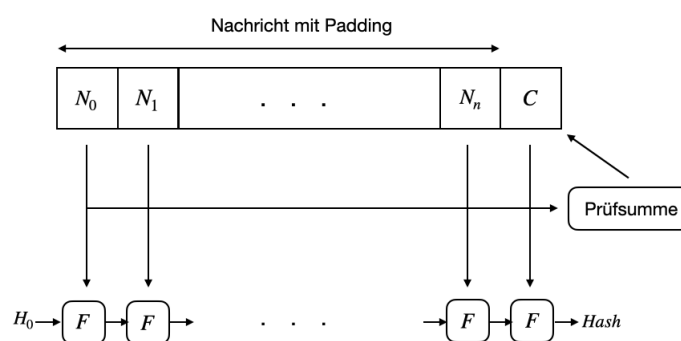 Nachricht mit Padding
N₀ N₁ . . . Nₙ C
Prüfsumme
H₀ F F . . . F F Hash